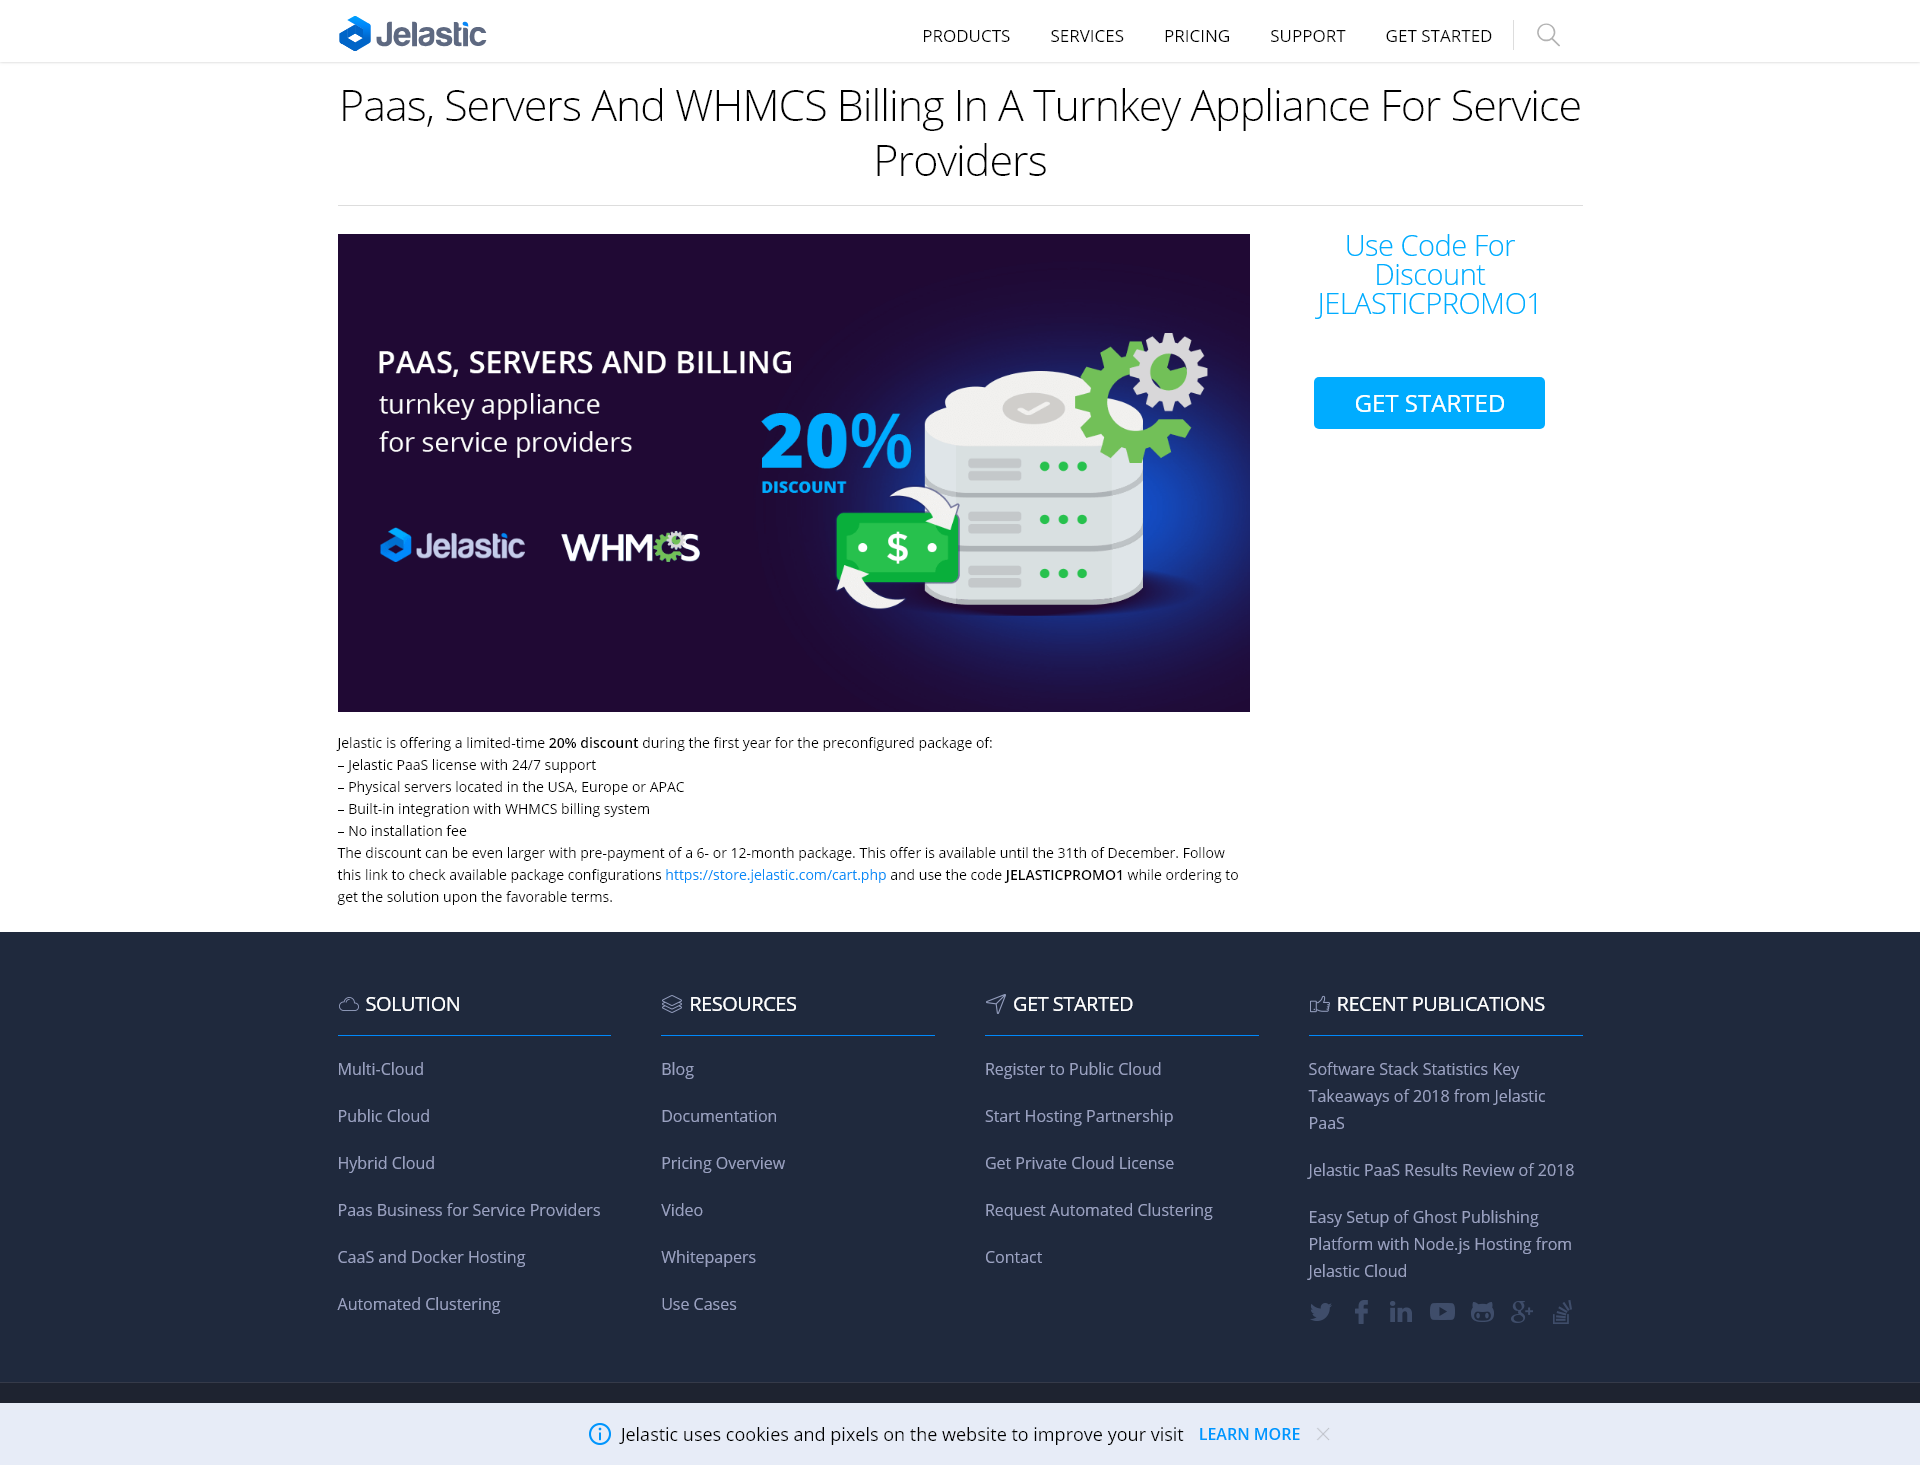 Jelastic
PRODUCTS SERVICES PRICING SUPPORT GET STARTED
Paas, Servers And WHMCS Billing In A Turnkey Appliance For Service
Providers
PAAS, SERVERS AND BILLING
turnkey appliance
for service providers
20%
DISCOUNT
$
Jelastic WHMCS
Use Code For
Discount
JELASTICPROMO1
GET STARTED
Jelastic is offering a limited-time 20% discount during the first year for the preconfigured package of:
– Jelastic PaaS license with 24/7 support
– Physical servers located in the USA, Europe or APAC
– Built-in integration with WHMCS billing system
– No installation fee
The discount can be even larger with pre-payment of a 6- or 12-month package. This offer is available until the 31th of December. Follow
this link to check available package configurations https://store.jelastic.com/cart.php and use the code JELASTICPROMO1 while ordering to
get the solution upon the favorable terms.
SOLUTION
Multi-Cloud
Public Cloud
Hybrid Cloud
Paas Business for Service Providers
CaaS and Docker Hosting
Automated Clustering
RESOURCES
Blog
Documentation
Pricing Overview
Video
Whitepapers
Use Cases
GET STARTED
Register to Public Cloud
Start Hosting Partnership
Get Private Cloud License
Request Automated Clustering
Contact
RECENT PUBLICATIONS
Software Stack Statistics Key
Takeaways of 2018 from Jelastic
PaaS
Jelastic PaaS Results Review of 2018
Easy Setup of Ghost Publishing
Platform with Node.js Hosting from
Jelastic Cloud
Jelastic uses cookies and pixels on the website to improve your visit LEARN MORE